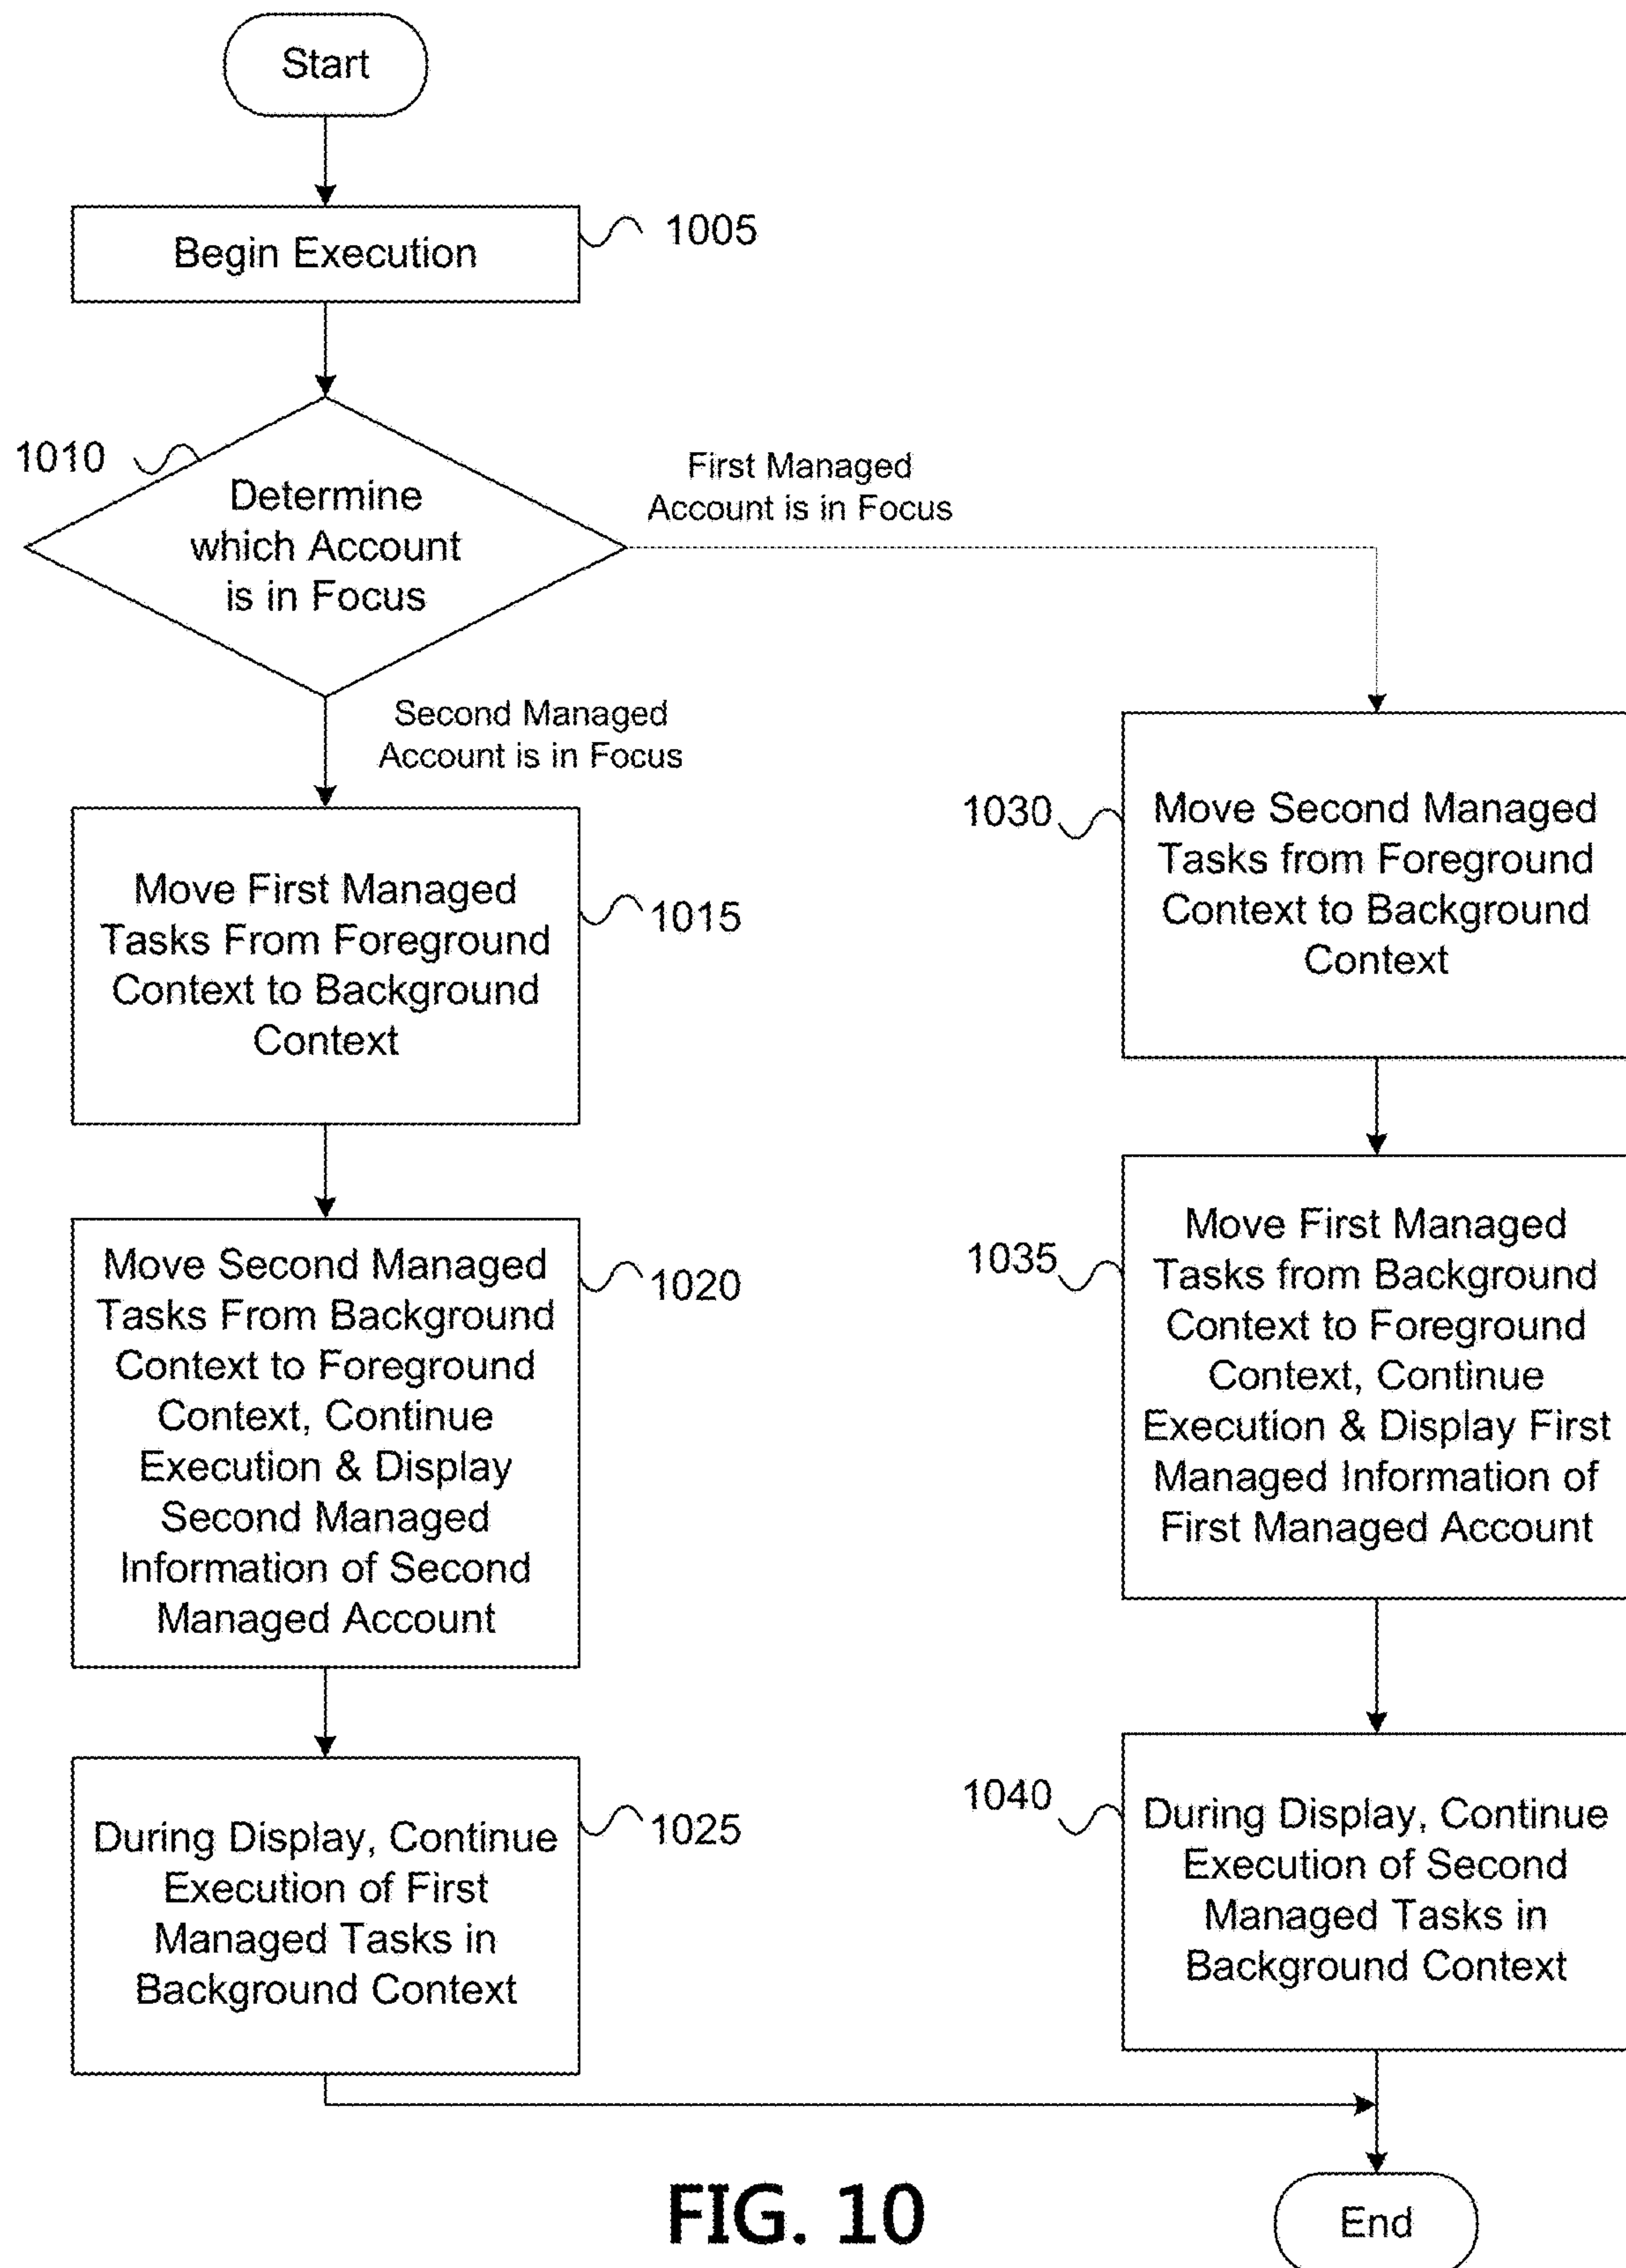 Start
Begin Execution
1005
1010
Determine
which Account
is in Focus
First Managed
Account is in Focus
Second Managed
Account is in Focus
Move First Managed
Tasks From Foreground
Context to Background
Context
1015
Move Second Managed
Tasks From Background
Context to Foreground
Context, Continue
Execution & Display
Second Managed
Information of Second
Managed Account
1020
During Display, Continue
Execution of First
Managed Tasks in
Background Context
1025
1030
Move Second Managed
Tasks from Foreground
Context to Background
Context
1035
Move First Managed
Tasks from Background
Context to Foreground
Context, Continue
Execution & Display First
Managed Information of
First Managed Account
1040
During Display, Continue
Execution of Second
Managed Tasks in
Background Context
End
FIG. 10